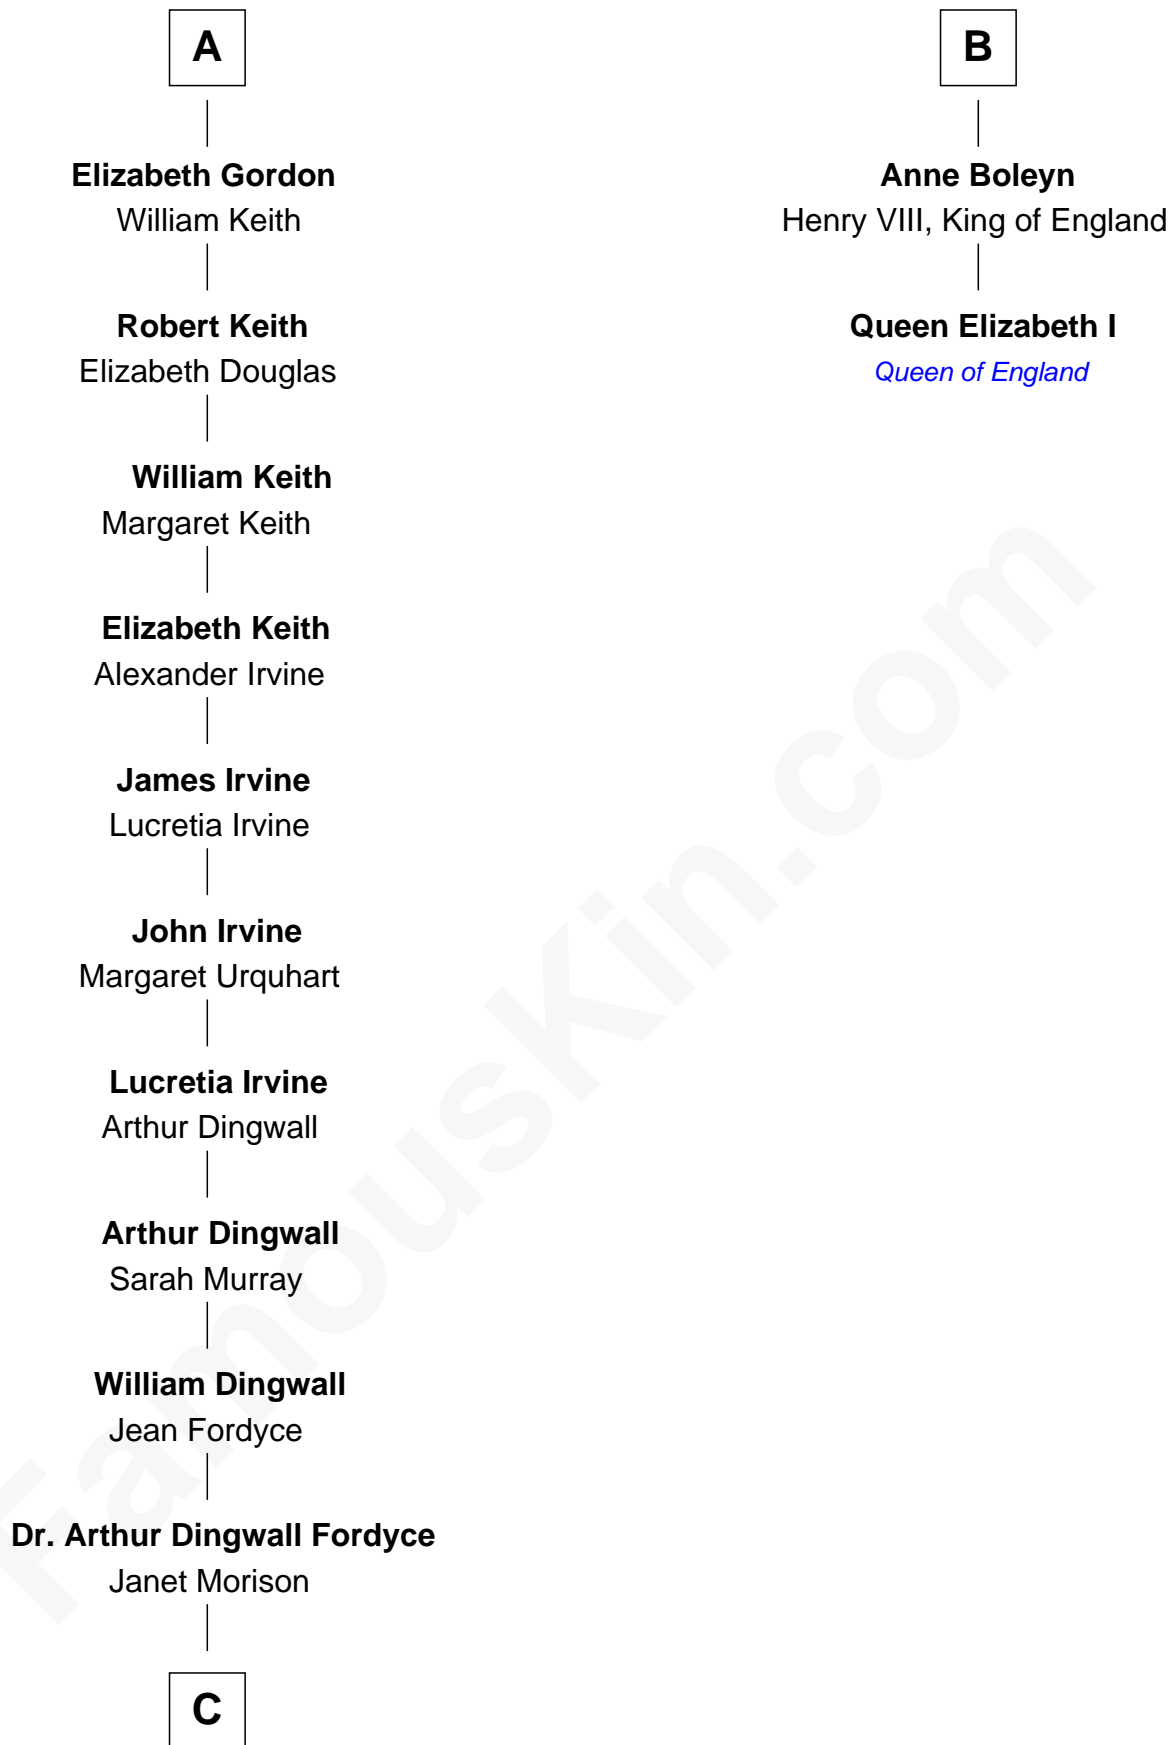 A
Elizabeth Gordon
William Keith
Robert Keith
Elizabeth Douglas
William Keith
Margaret Keith
Elizabeth Keith
Alexander Irvine
James Irvine
Lucretia Irvine
John Irvine
Margaret Urquhart
Lucretia Irvine
Arthur Dingwall
Arthur Dingwall
Sarah Murray
William Dingwall
Jean Fordyce
Dr. Arthur Dingwall Fordyce
Janet Morison
C
B
Anne Boleyn
Henry VIII, King of England
Queen Elizabeth I
Queen of England
FamousKin.com